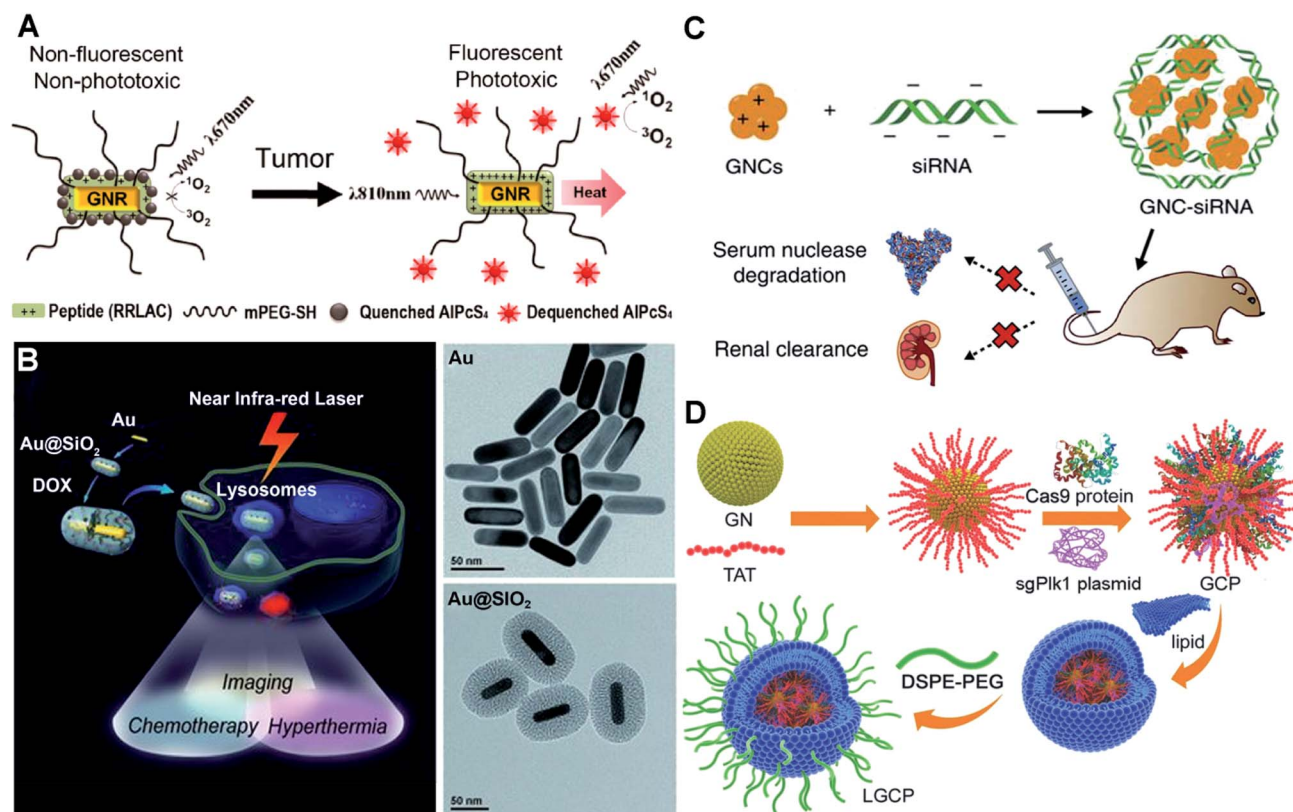 A
Non-fluorescent
Non-phototoxic
λ670nm
¹O₂
³O₂
GNR
Tumor
Fluorescent
Phototoxic
λ670nm
¹O₂
³O₂
λ810nm
GNR
Heat
++ Peptide (RRLAC) mPEG-SH Quenched AlPcS₄ Dequenched AlPcS₄
B
Near Infra-red Laser
Au
Au@SiO₂
DOX
Lysosomes
Imaging
Chemotherapy Hyperthermia
Au
50 nm
Au@SIO₂
50 nm
C
+
GNCs
siRNA
GNC-siRNA
Serum nuclease
degradation
Renal clearance
D
GN
TAT
Cas9 protein
sgPlk1 plasmid
GCP
lipid
DSPE-PEG
LGCP